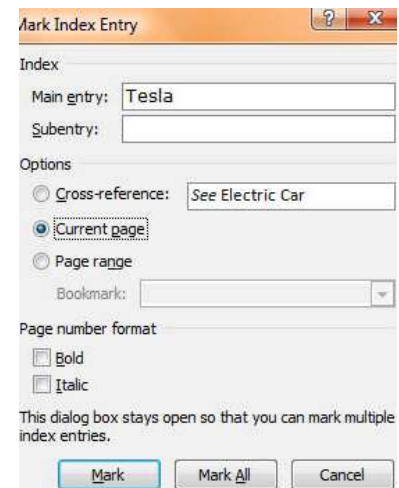 Mark Index Entry
Index
Main entry: Tesla
Subentry:
Options
Cross-reference: See Electric Car
Current page
Page range
Bookmark:
Page number format
Bold
Italic
This dialog box stays open so that you can mark multiple
index entries.
Mark Mark All Cancel